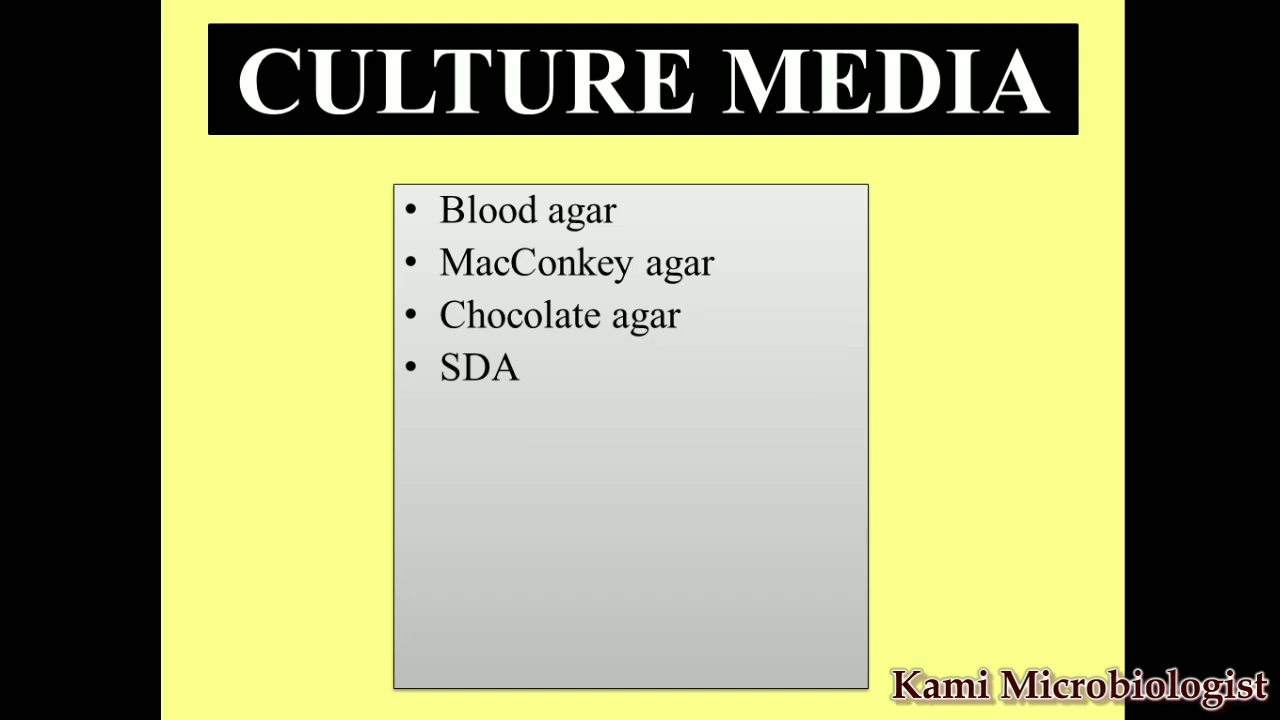 CULTURE MEDIA
• Blood agar
• MacConkey agar
• Chocolate agar
• SDA
Kami Microbiologist